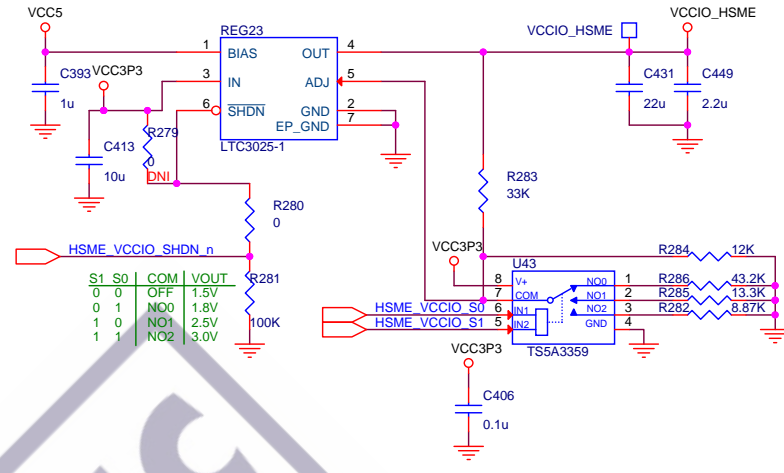 VCC5
REG23
VCCIO_HSME
VCCIO_HSME
1 BIAS OUT 4
C393 1u
VCC3P3
3 IN ADJ 5
6 SHDN GND 2
EP_GND 7
LTC3025-1
C431 22u
C449 2.2u
C413 10u
R279 0
DNI
R283 33K
R280 0
HSME_VCCIO_SHDN_n
R281 100K
S1 S0 COM VOUT
0 0 OFF 1.5V
0 1 NO0 1.8V
1 0 NO1 2.5V
1 1 NO2 3.0V
VCC3P3
U43
R284 12K
8 V+ NO0 1 R286 43.2K
7 COM NO1 2 R285 13.3K
HSME_VCCIO_S0 6 IN1 NO2 3 R282 8.87K
HSME_VCCIO_S1 5 IN2 GND 4
TS5A3359
VCC3P3
C406
0.1u